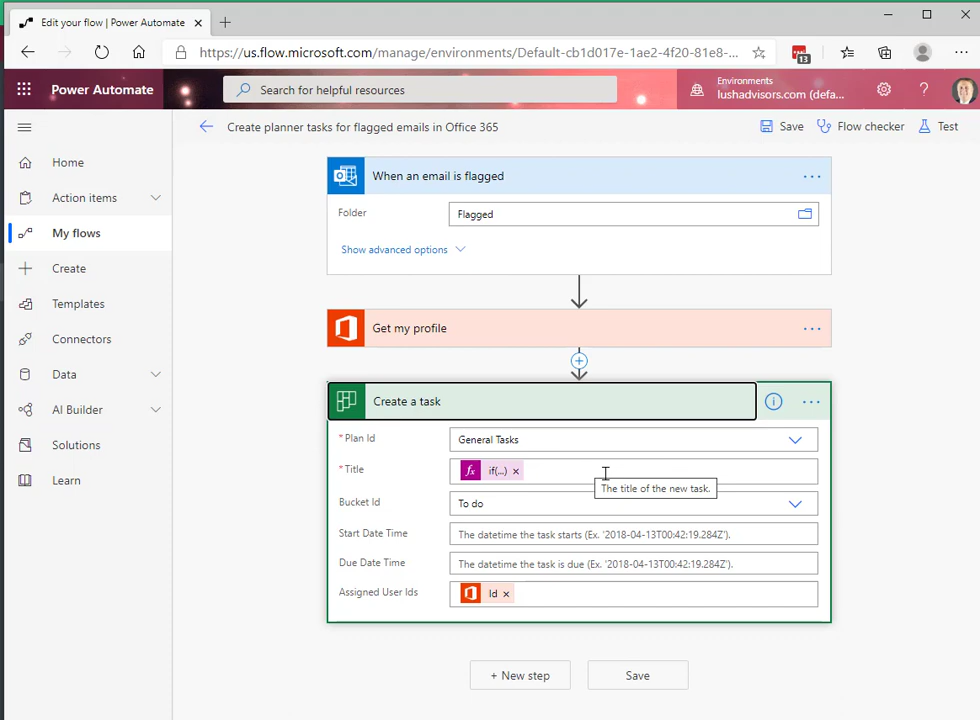 Edit your flow | Power Automate
https://us.flow.microsoft.com/manage/environments/Default-cb1d017e-1ae2-4f20-81e8-...
13
Power Automate
Search for helpful resources
Environments
lushadvisors.com (defa...
Create planner tasks for flagged emails in Office 365
Save
Flow checker
Test
Home
Action items
My flows
Create
Templates
Connectors
Data
AI Builder
Solutions
Learn
When an email is flagged
Folder
Flagged
Show advanced options
Get my profile
Create a task
* Plan Id
General Tasks
* Title
fx if(...) ×
The title of the new task.
Bucket Id
To do
Start Date Time
The datetime the task starts (Ex. '2018-04-13T00:42:19.284Z').
Due Date Time
The datetime the task is due (Ex. '2018-04-13T00:42:19.284Z').
Assigned User Ids
Id ×
+ New step
Save